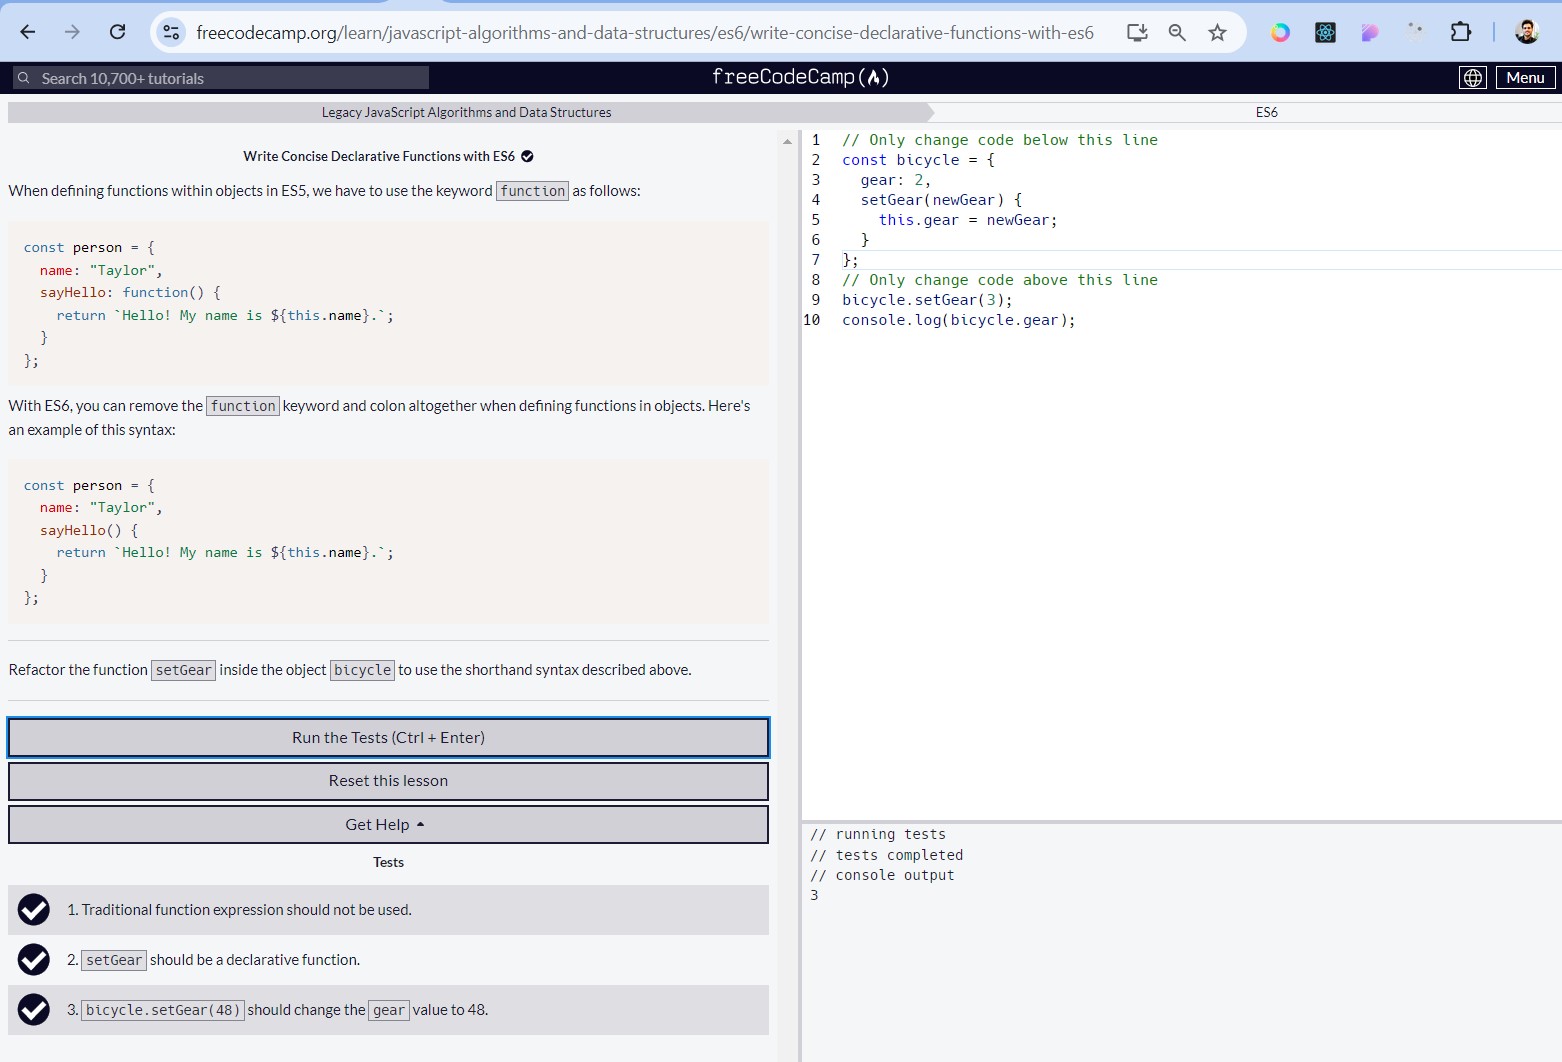 freecodecamp.org/learn/javascript-algorithms-and-data-structures/es6/write-concise-declarative-functions-with-es6
Search 10,700+ tutorials
freeCodeCamp(🔥)
Menu
Legacy JavaScript Algorithms and Data Structures
ES6
Write Concise Declarative Functions with ES6
When defining functions within objects in ES5, we have to use the keyword function as follows:
const person = {
  name: "Taylor",
  sayHello: function() {
    return `Hello! My name is ${this.name}.`;
  }
};
With ES6, you can remove the function keyword and colon altogether when defining functions in objects. Here's
an example of this syntax:
const person = {
  name: "Taylor",
  sayHello() {
    return `Hello! My name is ${this.name}.`;
  }
};
Refactor the function setGear inside the object bicycle to use the shorthand syntax described above.
Run the Tests (Ctrl + Enter)
Reset this lesson
Get Help
Tests
1. Traditional function expression should not be used.
2. setGear should be a declarative function.
3. bicycle.setGear(48) should change the gear value to 48.
1 // Only change code below this line
2 const bicycle = {
3   gear: 2,
4   setGear(newGear) {
5     this.gear = newGear;
6   }
7 };
8 // Only change code above this line
9 bicycle.setGear(3);
10 console.log(bicycle.gear);
// running tests
// tests completed
// console output
3